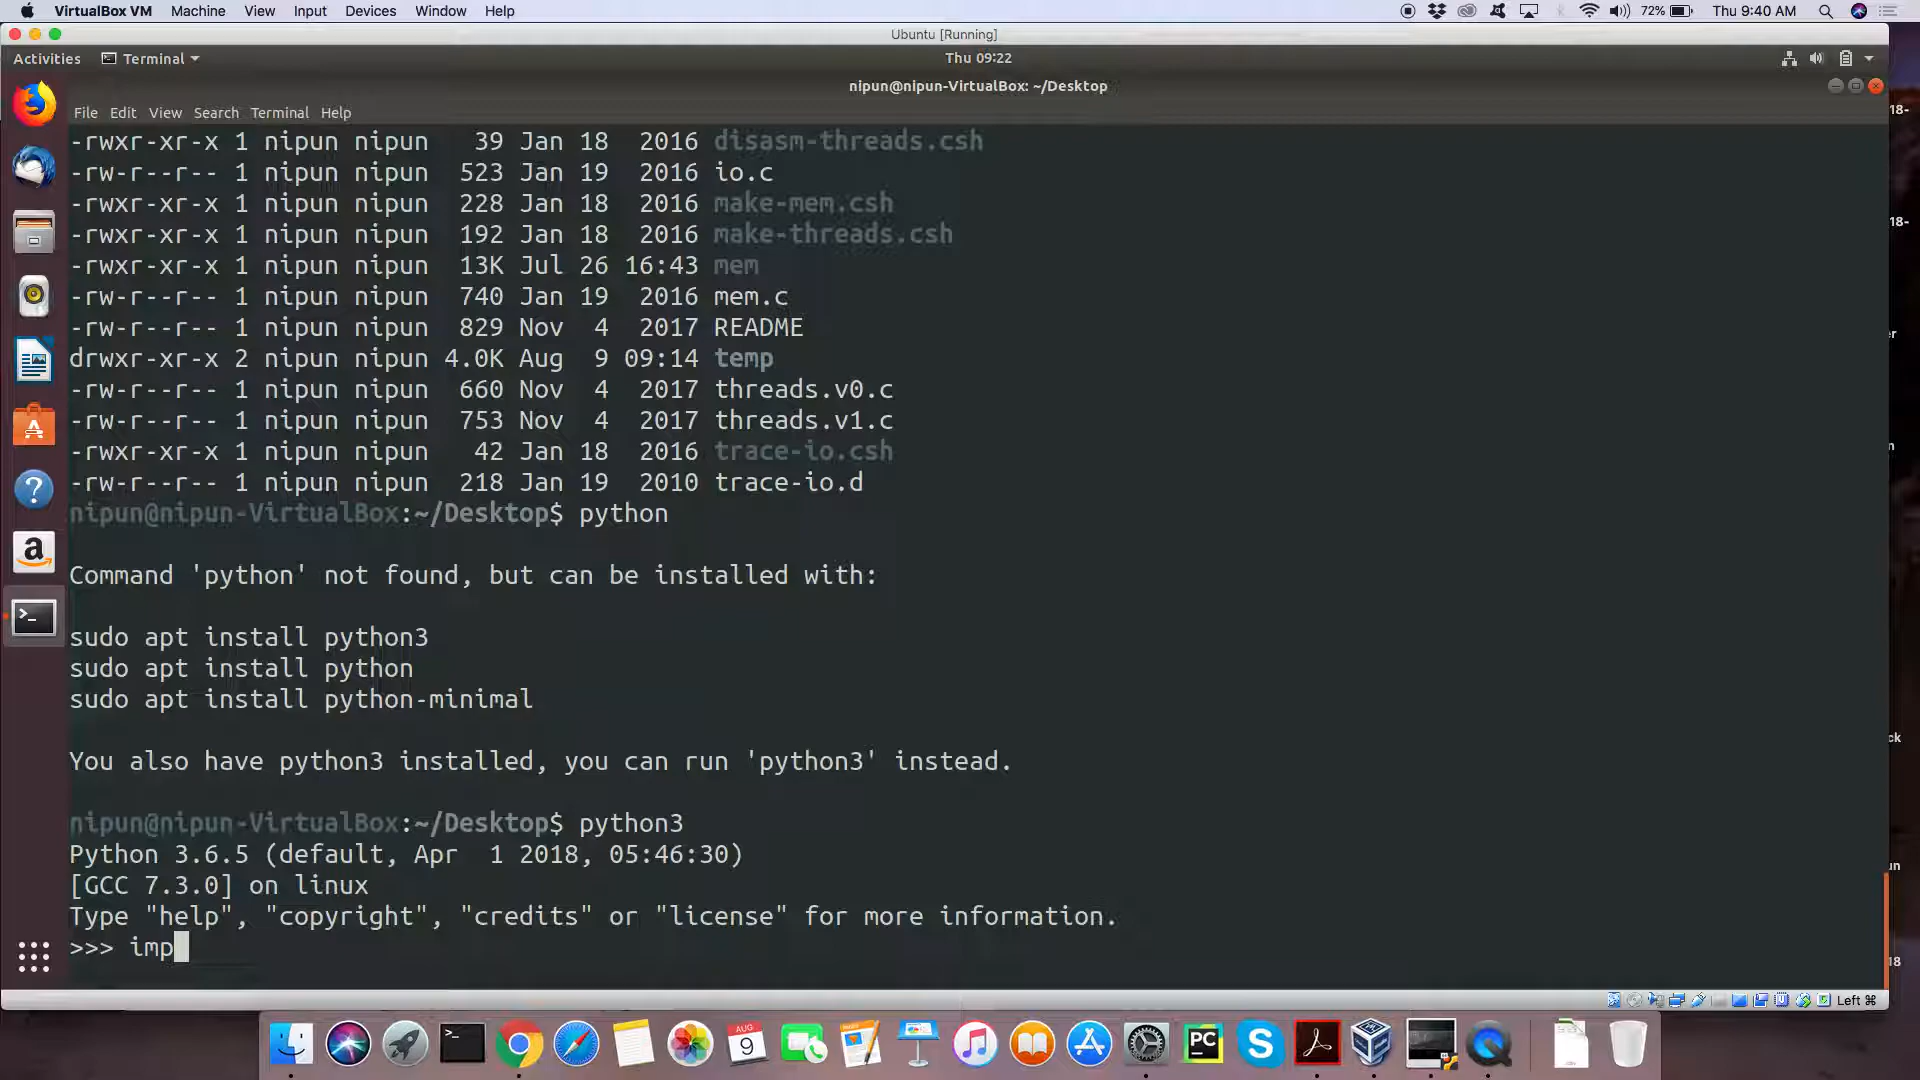 VirtualBox VM Machine View Input Devices Window Help 72% Thu 9:40 AM
Ubuntu [Running]
Activities Terminal Thu 09:22
nipun@nipun-VirtualBox: ~/Desktop
File Edit View Search Terminal Help
-rwxr-xr-x 1 nipun nipun 39 Jan 18 2016 disasm-threads.csh
-rw-r--r-- 1 nipun nipun 523 Jan 19 2016 io.c
-rwxr-xr-x 1 nipun nipun 228 Jan 18 2016 make-mem.csh
-rwxr-xr-x 1 nipun nipun 192 Jan 18 2016 make-threads.csh
-rwxr-xr-x 1 nipun nipun 13K Jul 26 16:43 mem
-rw-r--r-- 1 nipun nipun 740 Jan 19 2016 mem.c
-rw-r--r-- 1 nipun nipun 829 Nov 4 2017 README
drwxr-xr-x 2 nipun nipun 4.0K Aug 9 09:14 temp
-rw-r--r-- 1 nipun nipun 660 Nov 4 2017 threads.v0.c
-rw-r--r-- 1 nipun nipun 753 Nov 4 2017 threads.v1.c
-rwxr-xr-x 1 nipun nipun 42 Jan 18 2016 trace-io.csh
-rw-r--r-- 1 nipun nipun 218 Jan 19 2010 trace-io.d
nipun@nipun-VirtualBox:~/Desktop$ python
Command 'python' not found, but can be installed with:
sudo apt install python3
sudo apt install python
sudo apt install python-minimal
You also have python3 installed, you can run 'python3' instead.
nipun@nipun-VirtualBox:~/Desktop$ python3
Python 3.6.5 (default, Apr 1 2018, 05:46:30)
[GCC 7.3.0] on linux
Type "help", "copyright", "credits" or "license" for more information.
>>> imp
Left ⌘
18-
18-
er
ck
18
AUG
9
PC